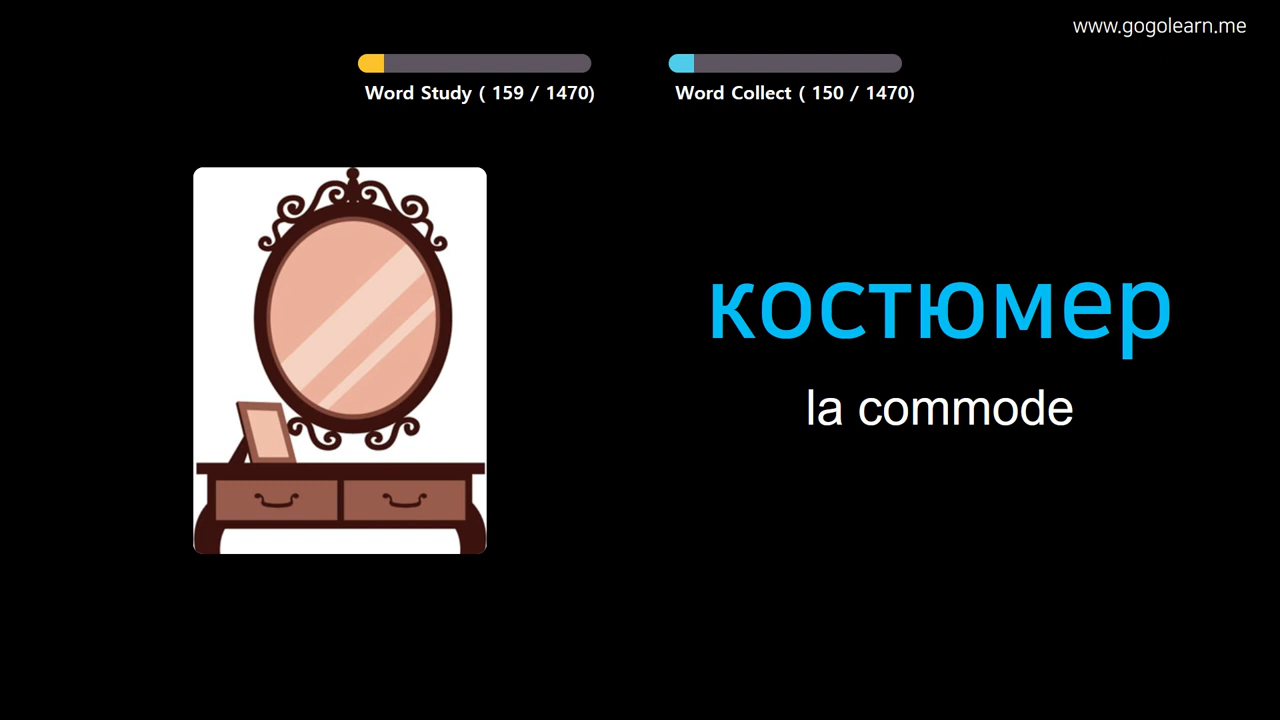 www.gogolearn.me
Word Study ( 159 / 1470)
Word Collect ( 150 / 1470)
костюмер
la commode